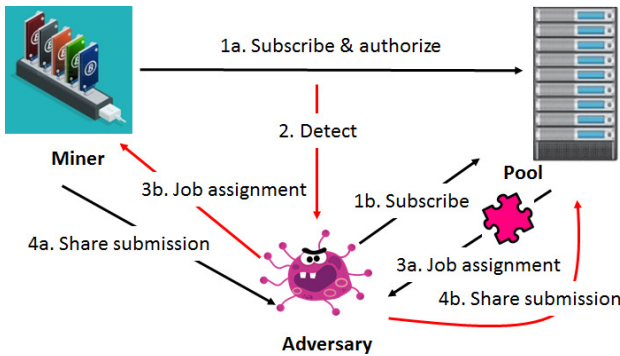 1a. Subscribe & authorize
2. Detect
Miner
Pool
3b. Job assignment
1b. Subscribe
4a. Share submission
3a. Job assignment
4b. Share submission
Adversary